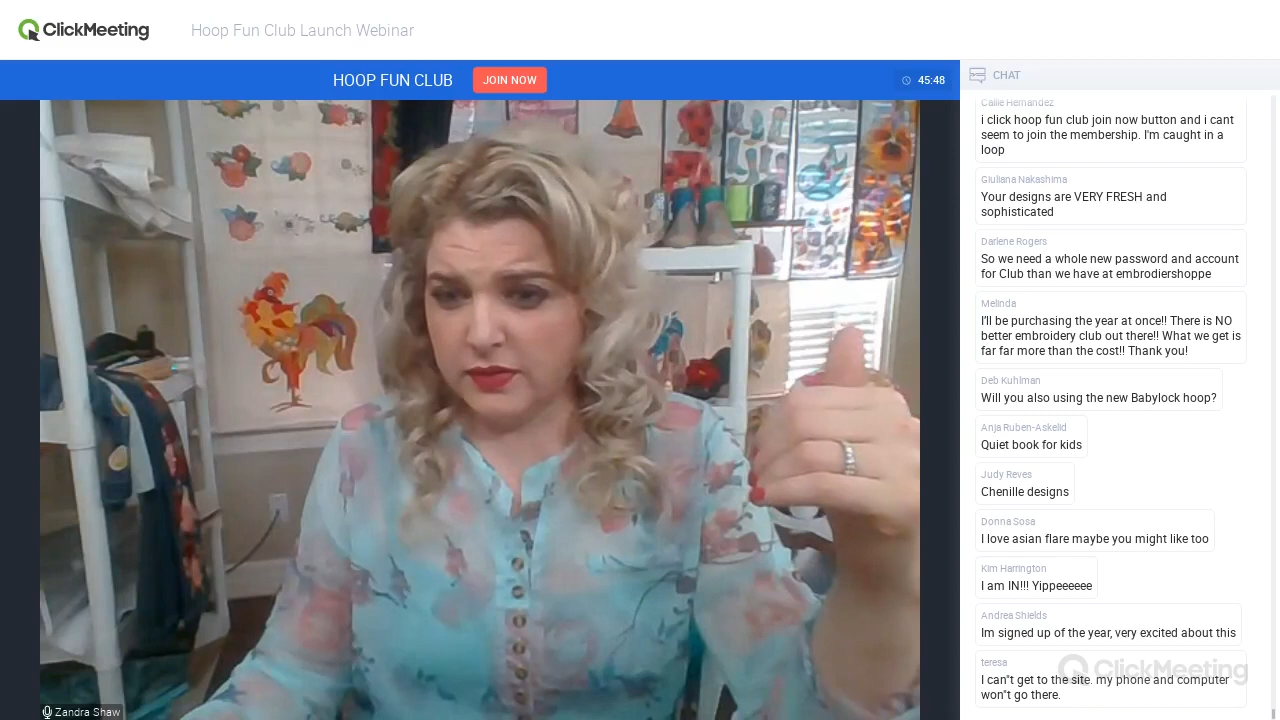 ClickMeeting
Hoop Fun Club Launch Webinar
HOOP FUN CLUB
JOIN NOW
45:48
CHAT
Callie Hernandez
i click hoop fun club join now button and i cant
seem to join the membership. I'm caught in a
loop
Giuliana Nakashima
Your designs are VERY FRESH and
sophisticated
Darlene Rogers
So we need a whole new password and account
for Club than we have at embrodiershoppe
Melinda
I'll be purchasing the year at once!! There is NO
better embroidery club out there!! What we get is
far far more than the cost!! Thank you!
Deb Kuhlman
Will you also using the new Babylock hoop?
Anja Ruben-Askelid
Quiet book for kids
Judy Reves
Chenille designs
Donna Sosa
I love asian flare maybe you might like too
Kim Harrington
I am IN!!! Yippeeeeee
Andrea Shields
Im signed up of the year, very excited about this
teresa
I can"t get to the site. my phone and computer
won"t go there.
ClickMeeting
Zandra Shaw